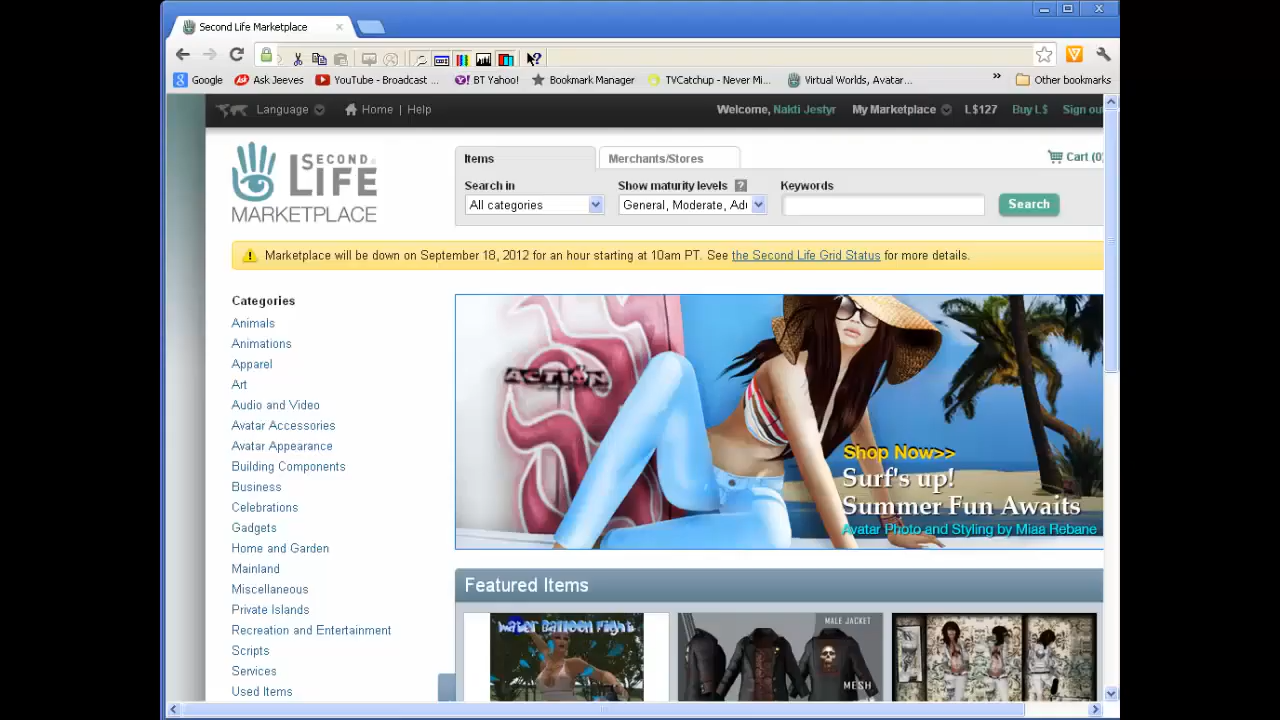 Second Life Marketplace
Google Ask Jeeves YouTube - Broadcast ... BT Yahoo! Bookmark Manager TVCatchup - Never Mi... Virtual Worlds, Avatar... » Other bookmarks
Language Home | Help Welcome, Nakti Jestyr My Marketplace L$127 Buy L$ Sign out
SECOND
LIFE
MARKETPLACE
Items Merchants/Stores Cart (0)
Search in Show maturity levels ? Keywords
All categories General, Moderate, Adu Search
Marketplace will be down on September 18, 2012 for an hour starting at 10am PT. See the Second Life Grid Status for more details.
Categories
Animals
Animations
Apparel
Art
Audio and Video
Avatar Accessories
Avatar Appearance
Building Components
Business
Celebrations
Gadgets
Home and Garden
Mainland
Miscellaneous
Private Islands
Recreation and Entertainment
Scripts
Services
Used Items
ACTION
Shop Now>>
Surf's up!
Summer Fun Awaits
Avatar Photo and Styling by Miaa Rebane
Featured Items
Water Balloon Fight
MALE JACKET
MESH